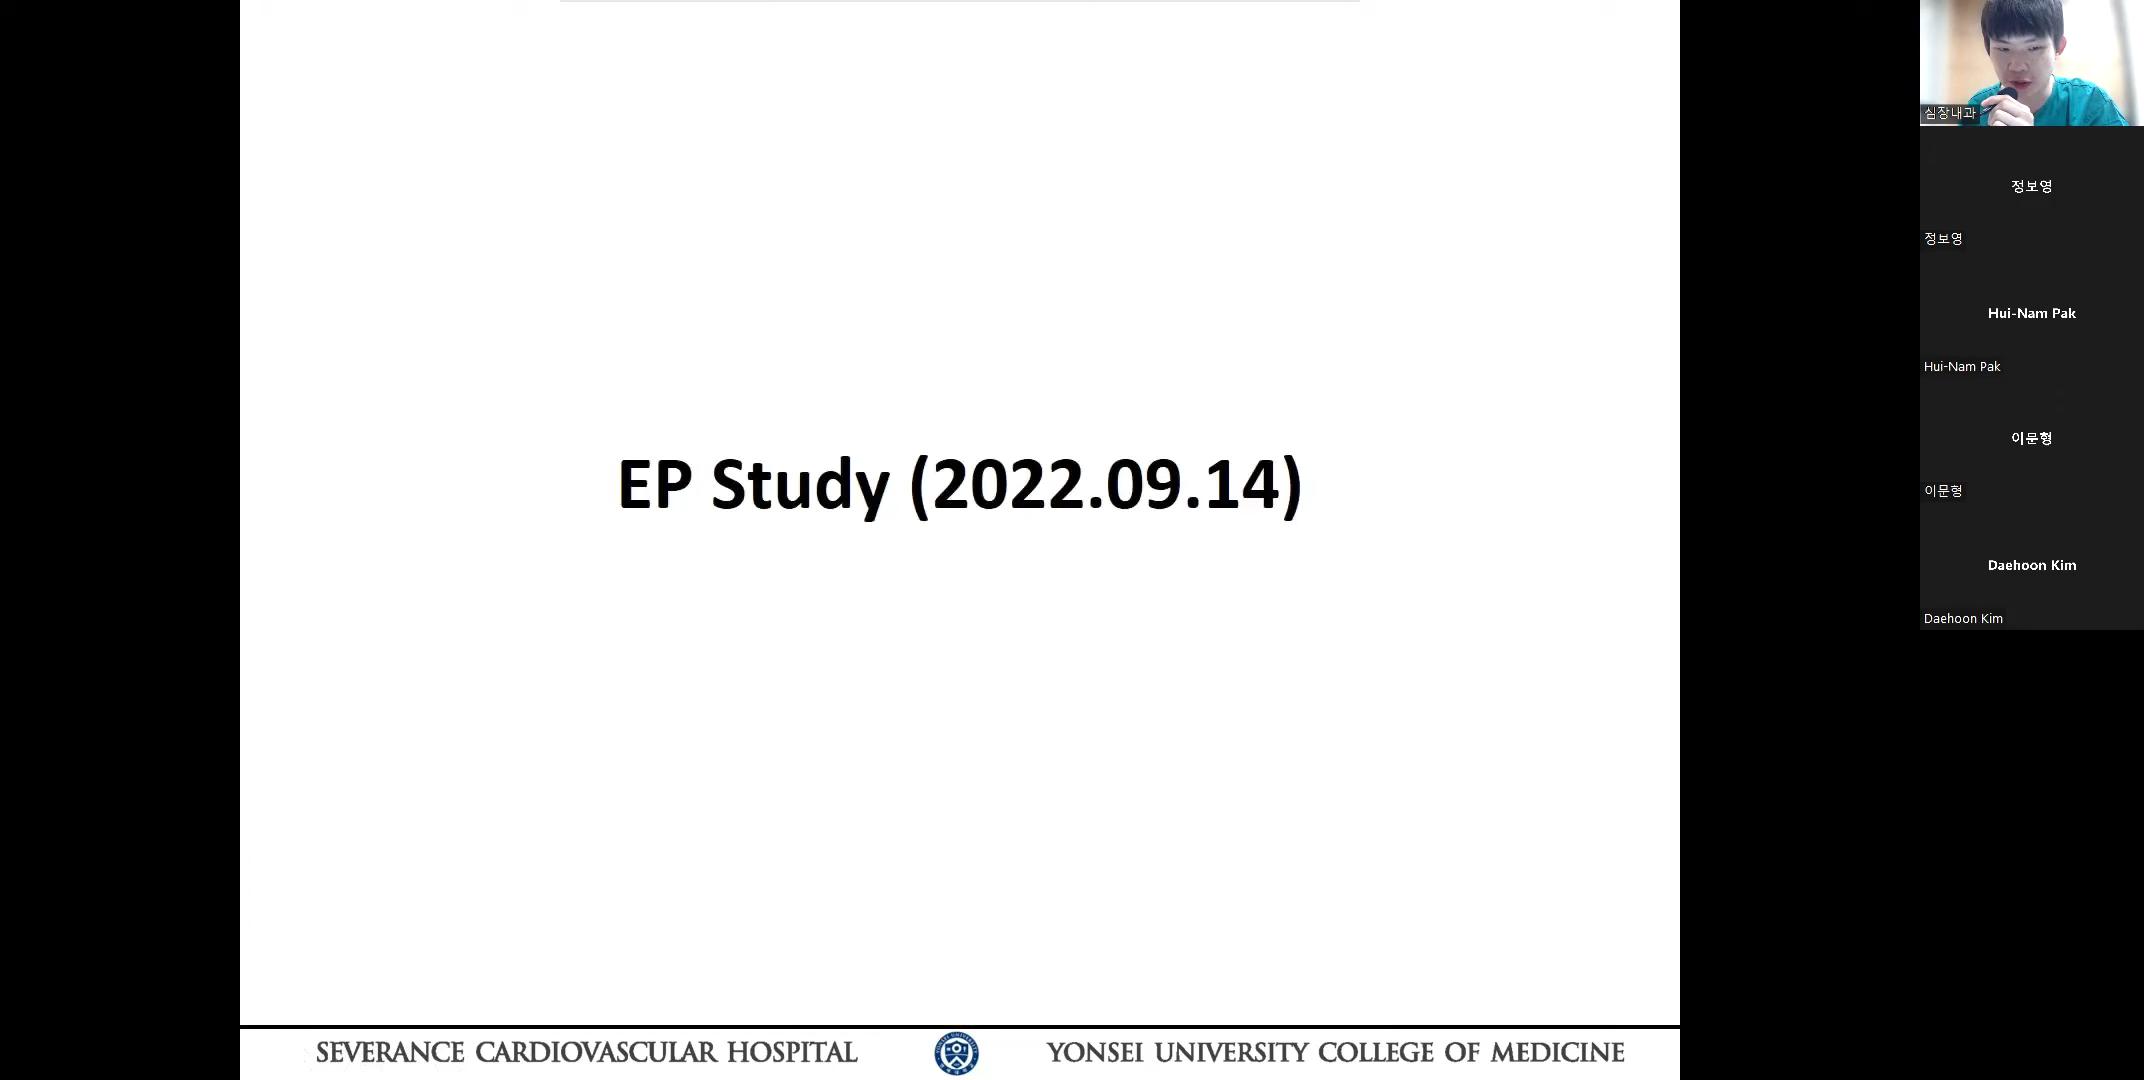 EP Study (2022.09.14)
SEVERANCE CARDIOVASCULAR HOSPITAL
YONSEI UNIVERSITY COLLEGE OF MEDICINE
심장내과
정보영
정보영
Hui-Nam Pak
Hui-Nam Pak
이문형
이문형
Daehoon Kim
Daehoon Kim